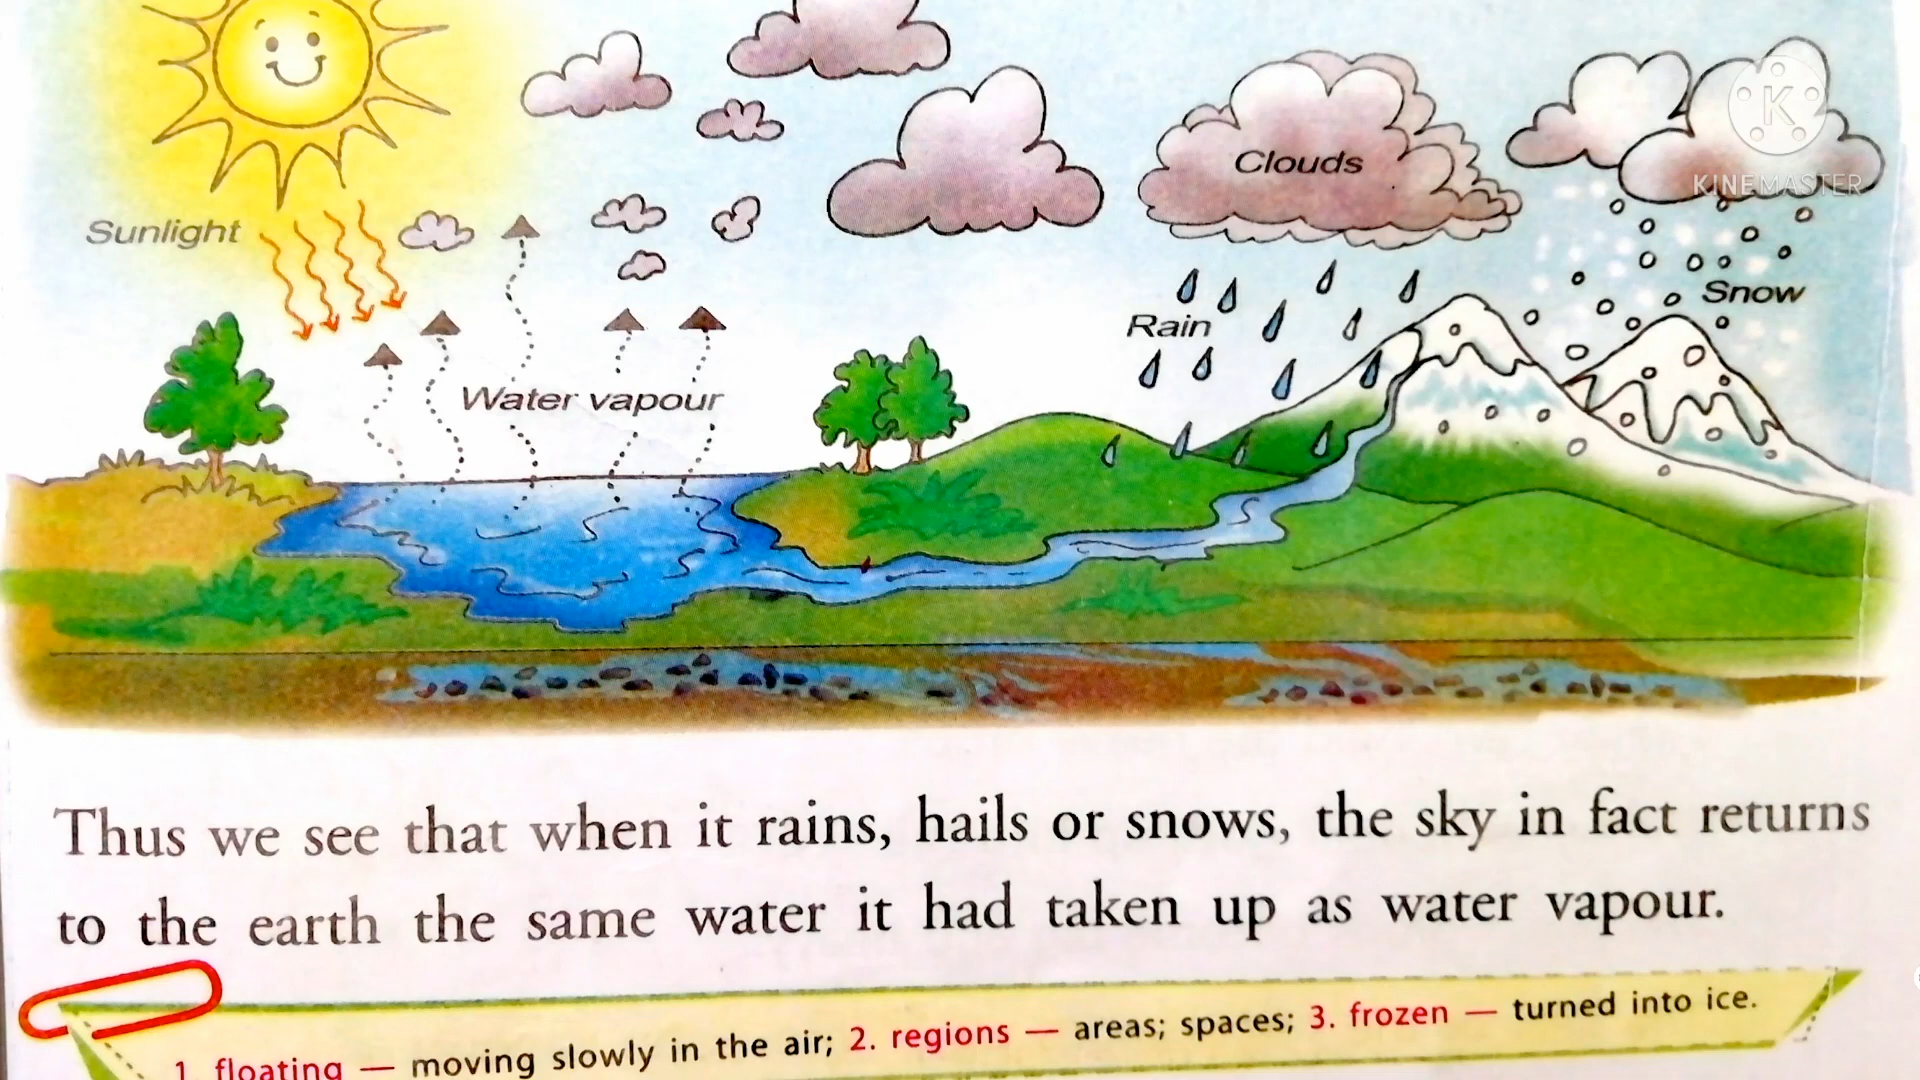 KINEMASTER
Clouds
Sunlight
Snow
Rain
Water vapour
Thus we see that when it rains, hails or snows, the sky in fact returns
to the earth the same water it had taken up as water vapour.
1. floating — moving slowly in the air; 2. regions — areas; spaces; 3. frozen — turned into ice.